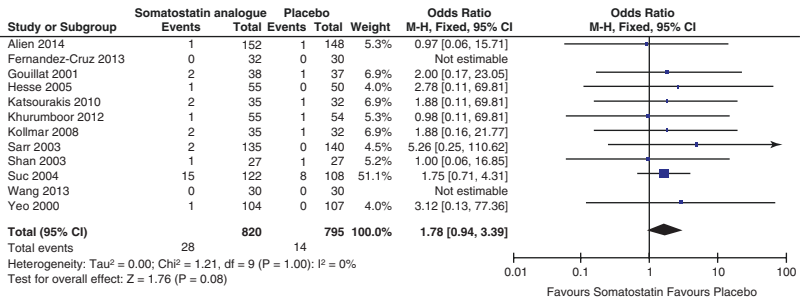 Somatostatin analogue Placebo Odds Ratio Odds Ratio
Study or Subgroup Events Total Events Total Weight M-H, Fixed, 95% CI M-H, Fixed, 95% CI
Alien 2014 1 152 1 148 5.3% 0.97 [0.06, 15.71]
Fernandez-Cruz 2013 0 32 0 30 Not estimable
Gouillat 2001 2 38 1 37 6.9% 2.00 [0.17, 23.05]
Hesse 2005 1 55 0 50 4.0% 2.78 [0.11, 69.81]
Katsourakis 2010 2 35 1 32 6.9% 1.88 [0.11, 69.81]
Khurumboor 2012 1 55 1 54 6.9% 0.98 [0.11, 69.81]
Kollmar 2008 2 35 1 32 6.9% 1.88 [0.16, 21.77]
Sarr 2003 2 135 0 140 2.9% 5.26 [0.25, 110.62]
Shan 2003 1 27 1 27 5.2% 1.00 [0.06, 16.85]
Suc 2004 15 122 8 108 51.1% 1.75 [0.71, 4.31]
Wang 2013 0 30 0 30 Not estimable
Yeo 2000 1 104 0 107 4.0% 3.12 [0.13, 77.36]
Total (95% CI) 820 795 100.0% 1.78 [0.94, 3.39]
Total events 28 14
Heterogeneity: Tau² = 0.00; Chi² = 1.21, df = 9 (P = 1.00): I² = 0%
Test for overall effect: Z = 1.76 (P = 0.08)
0.01 0.1 1 10 100
Favours Somatostatin Favours Placebo